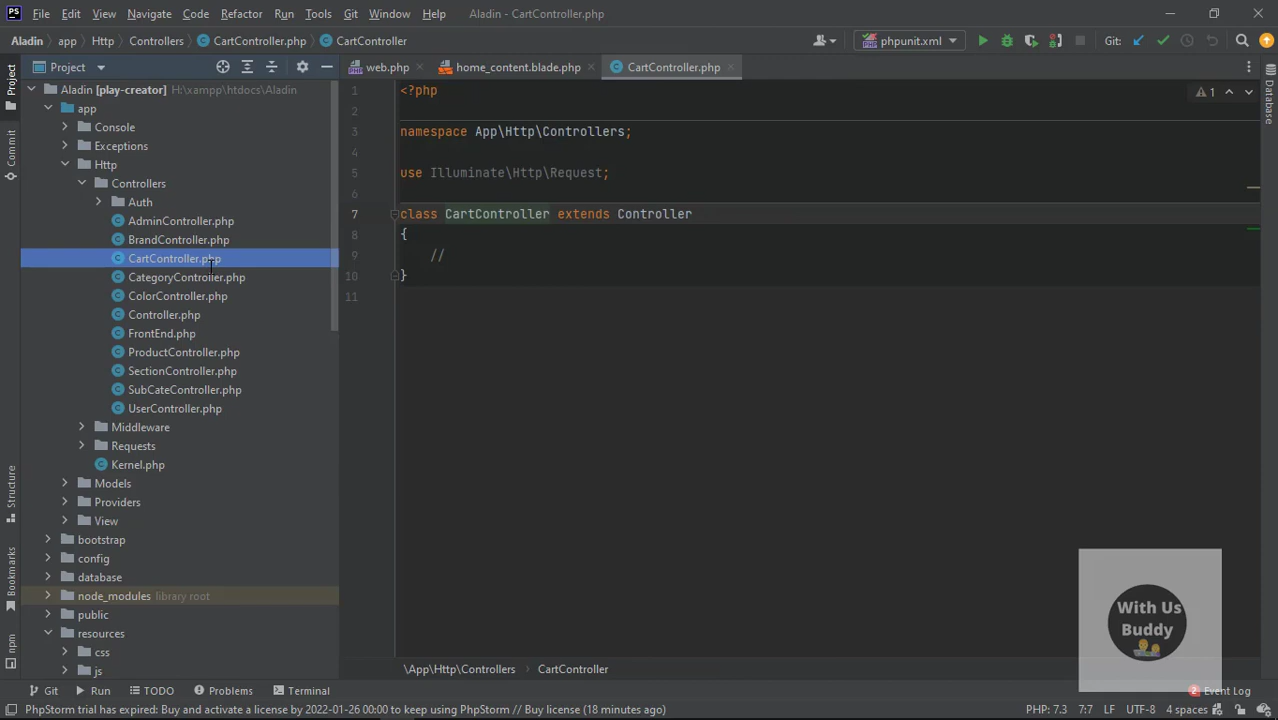 PS File Edit View Navigate Code Refactor Run Tools Git Window Help Aladin - CartController.php
Aladin app Http Controllers CartController.php CartController phpunit.xml Git:
Project web.php home_content.blade.php CartController.php
Project
Commit
Structure
Bookmarks
npm
Database
Aladin [play-creator] H:\xampp\htdocs\Aladin
app
Console
Exceptions
Http
Controllers
Auth
AdminController.php
BrandController.php
CartController.php
CategoryController.php
ColorController.php
Controller.php
FrontEnd.php
ProductController.php
SectionController.php
SubCateController.php
UserController.php
Middleware
Requests
Kernel.php
Models
Providers
View
bootstrap
config
database
node_modules library root
public
resources
css
js
1 <?php
2
3 namespace App\Http\Controllers;
4
5 use Illuminate\Http\Request;
6
7 class CartController extends Controller
8 {
9 //
10 }
11
1
With Us
Buddy
\App\Http\Controllers CartController
Git Run TODO Problems Terminal 2 Event Log
PhpStorm trial has expired: Buy and activate a license by 2022-01-26 00:00 to keep using PhpStorm // Buy license (18 minutes ago) PHP: 7.3 7:7 LF UTF-8 4 spaces